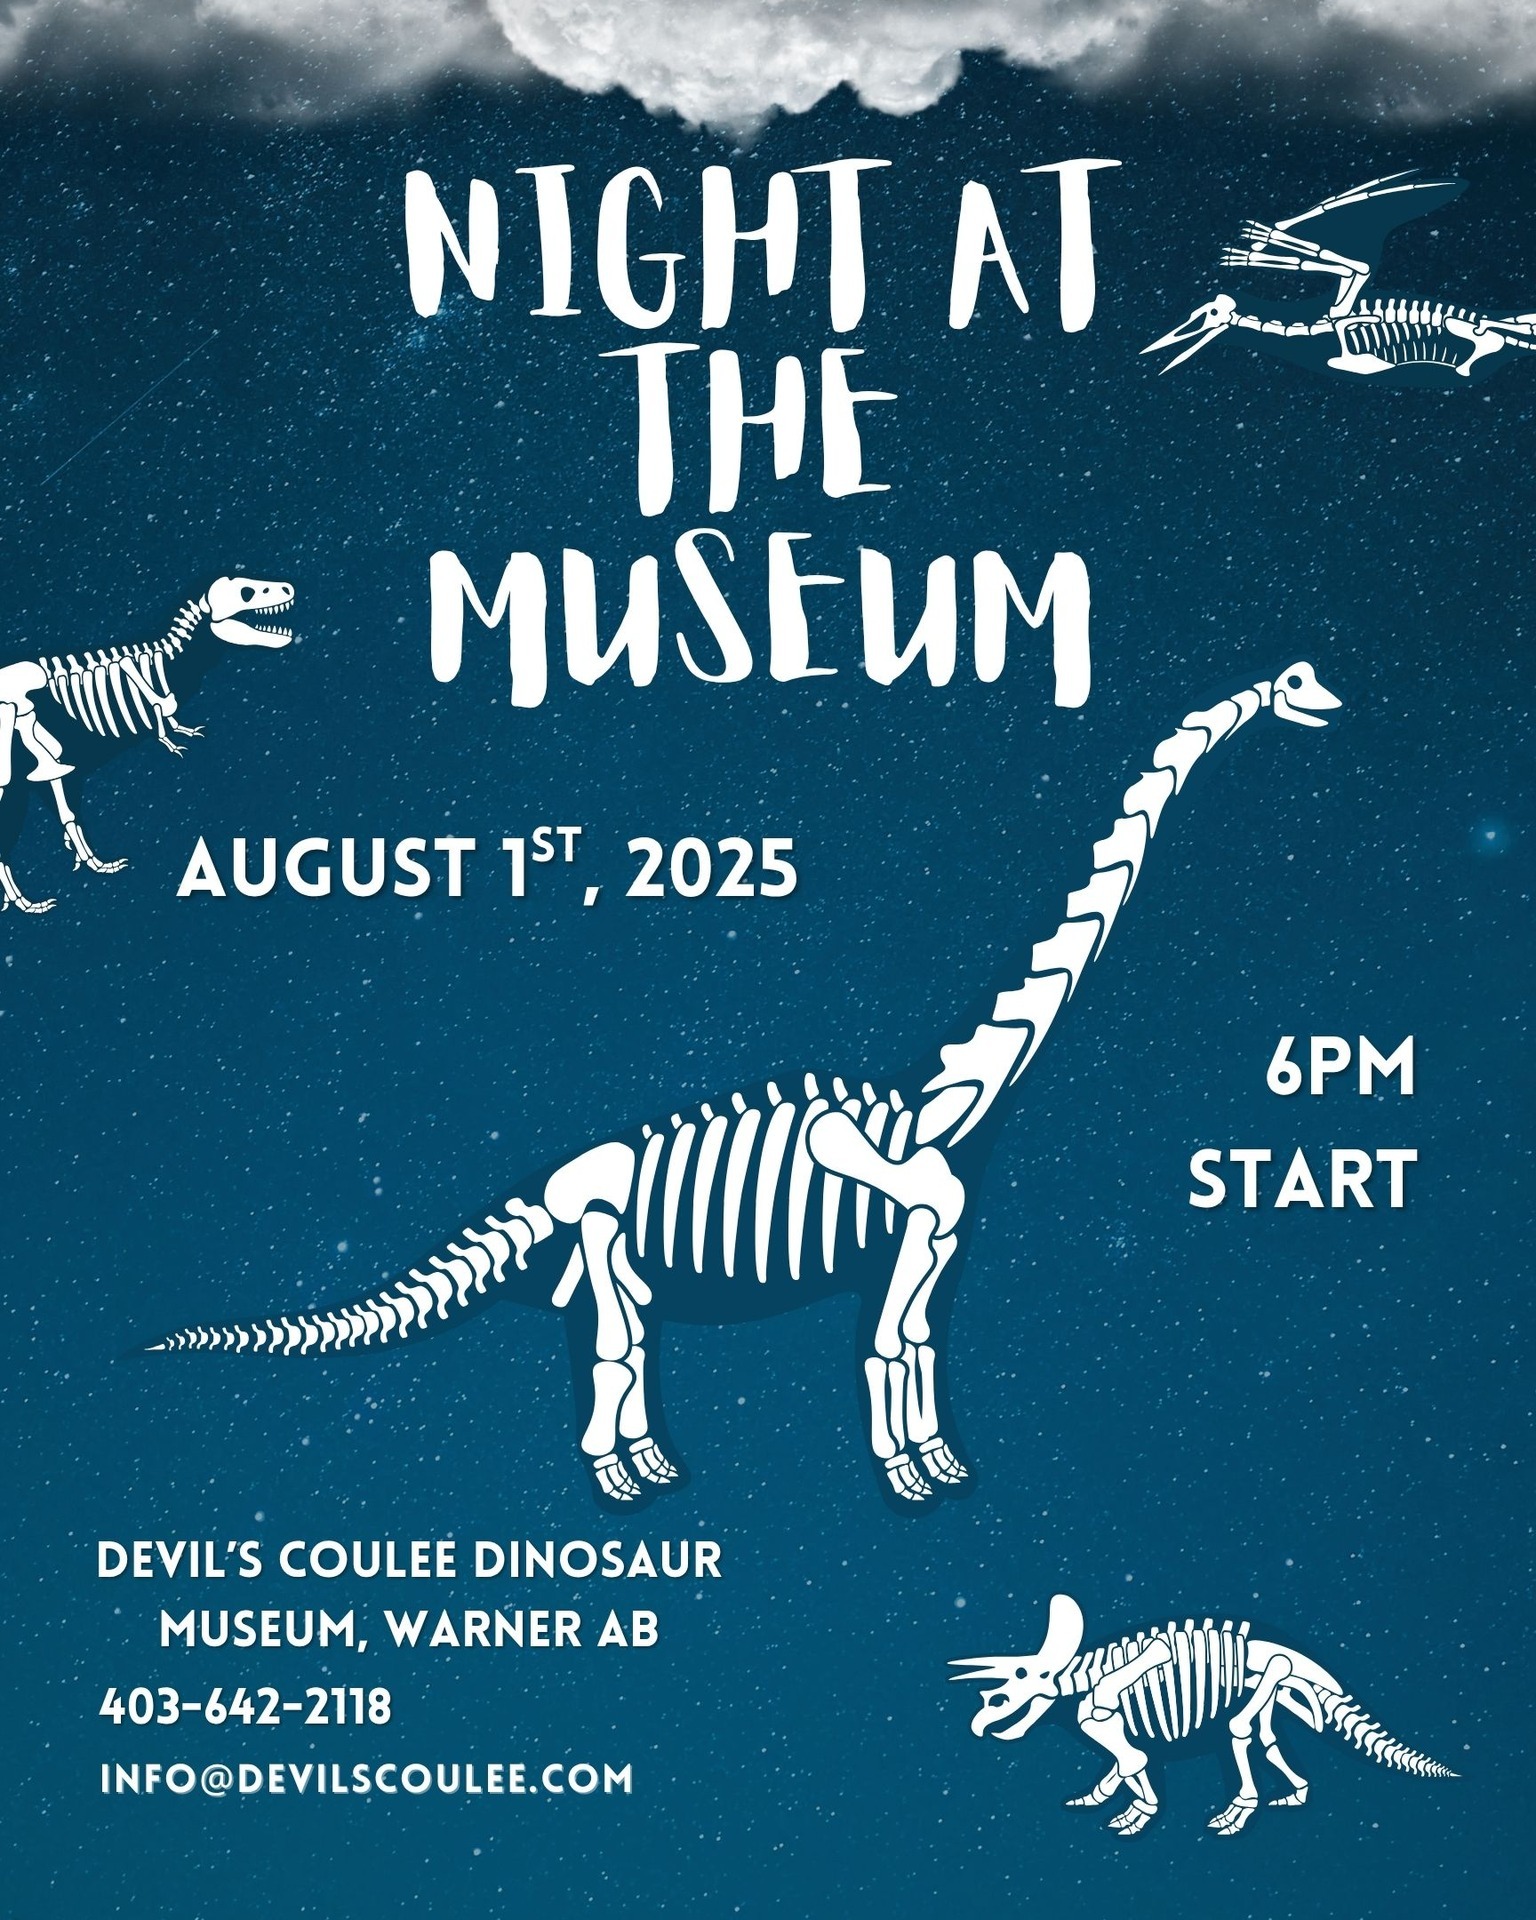 NIGHT AT
THE
MUSEUM
AUGUST 1ST, 2025
6PM
START
DEVIL'S COULEE DINOSAUR
MUSEUM, WARNER AB
403-642-2118
INFO@DEVILSCOULEE.COM